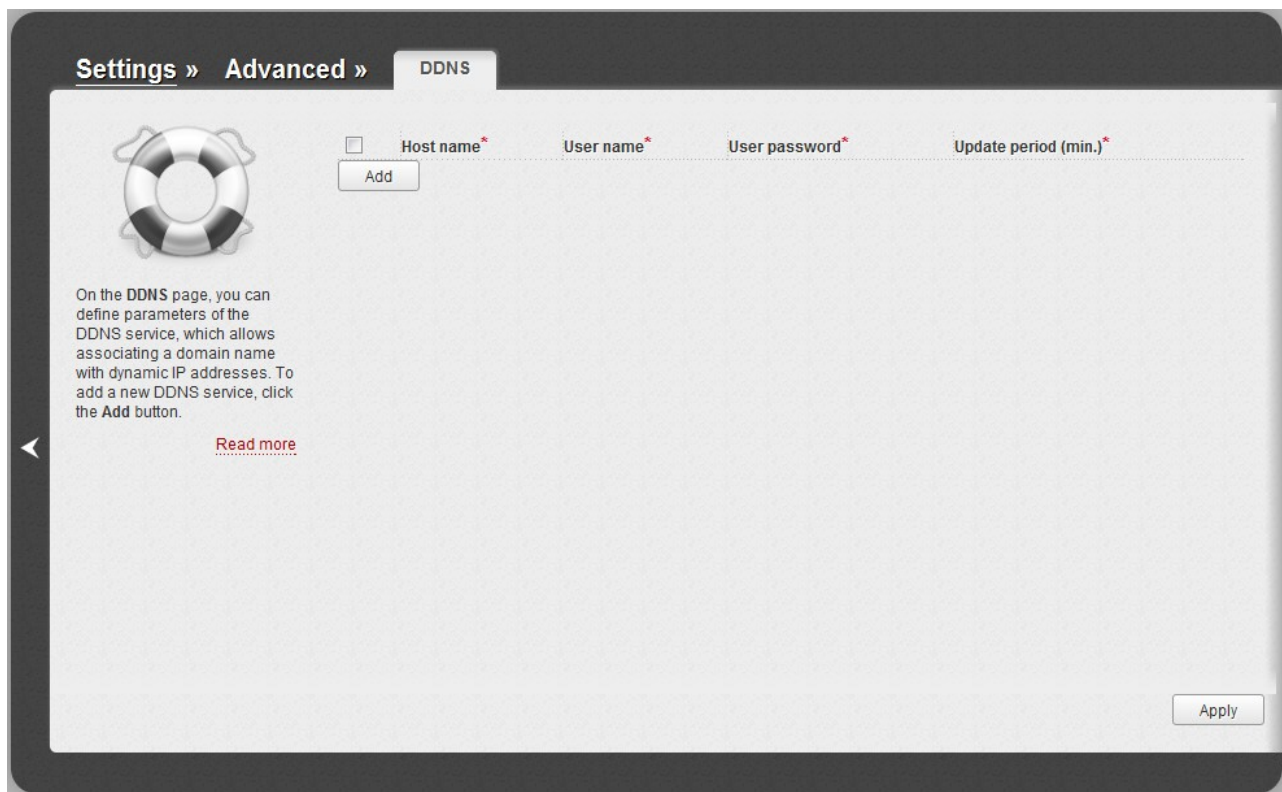 Settings » Advanced » DDNS
Host name* User name* User password* Update period (min.)*
Add
On the DDNS page, you can
define parameters of the
DDNS service, which allows
associating a domain name
with dynamic IP addresses. To
add a new DDNS service, click
the Add button.
Read more
Apply